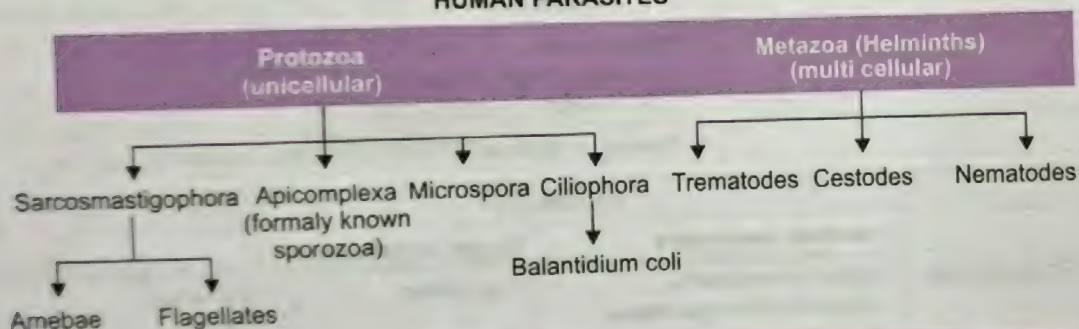 HUMAN PARASITES
Protozoa
(unicellular)
Metazoa (Helminths)
(multi cellular)
Sarcosmastigophora
Apicomplexa
(formaly known
sporozoa)
Microspora
Ciliophora
Trematodes
Cestodes
Nematodes
Balantidium coli
Amebae
Flagellates